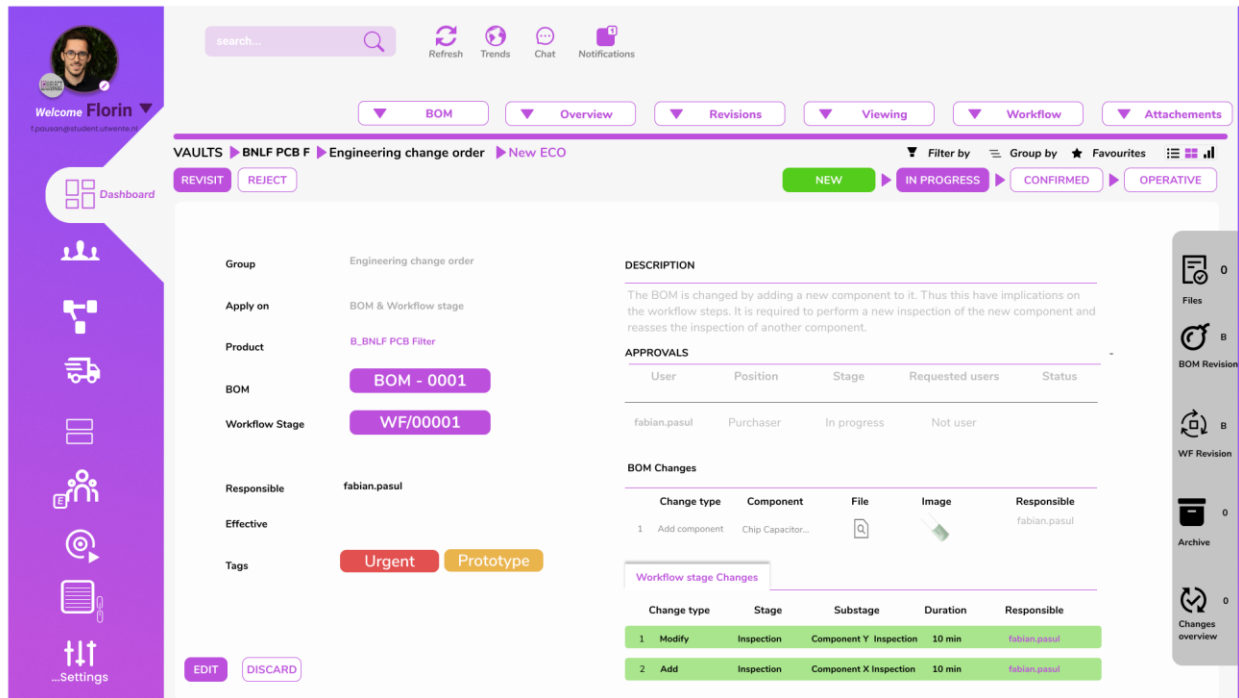 search...
Refresh Trends Chat Notifications
Welcome Florin
f.pausan@student.utwente.nl
BOM Overview Revisions Viewing Workflow Attachements
VAULTS BNLF PCB F Engineering change order New ECO
Filter by Group by Favourites
REVISIT REJECT
NEW IN PROGRESS CONFIRMED OPERATIVE
Dashboard
Group Engineering change order
Apply on BOM & Workflow stage
Product B_BNLF PCB Filter
BOM BOM - 0001
Workflow Stage WF/00001
Responsible fabian.pasul
Effective
Tags Urgent Prototype
EDIT DISCARD
...Settings
E
DESCRIPTION
The BOM is changed by adding a new component to it. Thus this have implications on
the workflow steps. It is required to perform a new inspection of the new component and
reasses the inspection of another component.
APPROVALS -
User Position Stage Requested users Status
fabian.pasul Purchaser In progress Not user
BOM Changes
Change type Component File Image Responsible
1 Add component Chip Capacitor... fabian.pasul
Workflow stage Changes
Change type Stage Substage Duration Responsible
1 Modify Inspection Component Y Inspection 10 min fabian.pasul
2 Add Inspection Component X Inspection 10 min fabian.pasul
0
Files
B
BOM Revision
B
WF Revision
0
Archive
0
Changes
overview